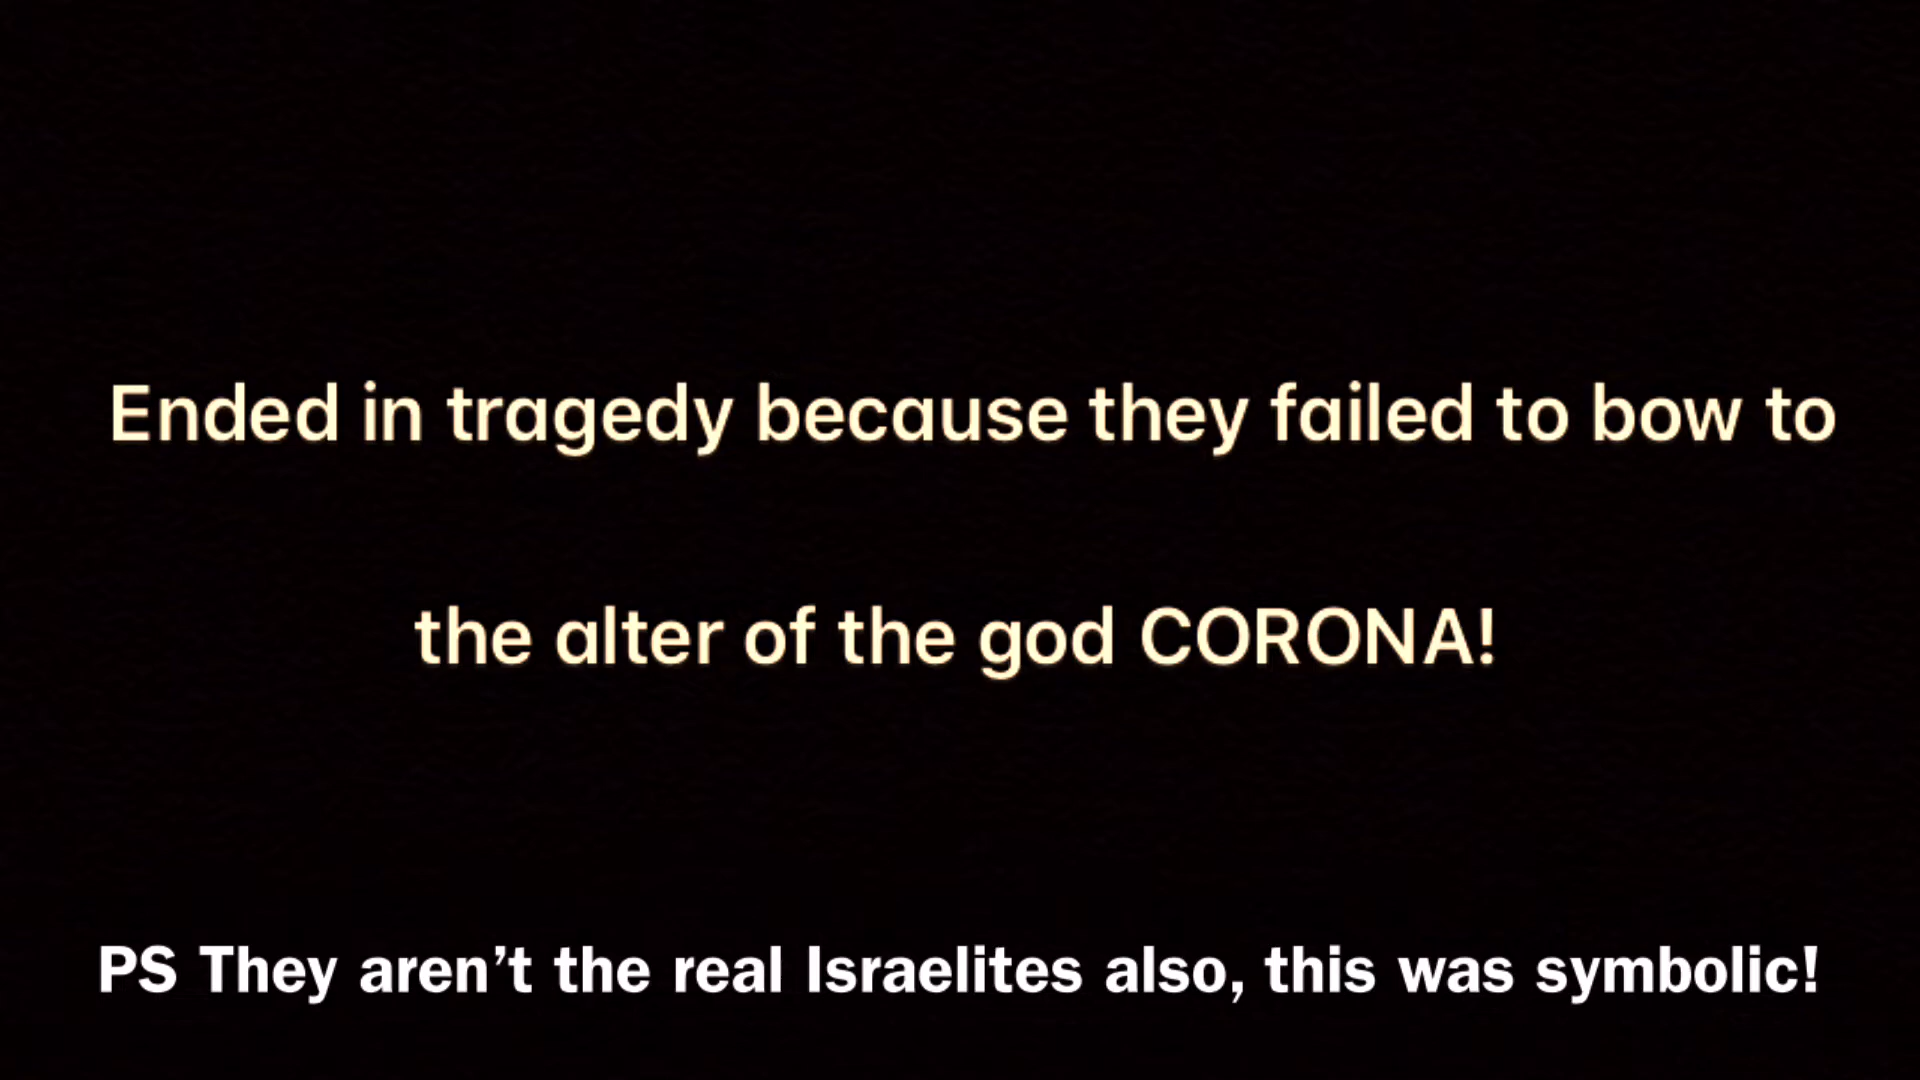 Ended in tragedy because they failed to bow to
the alter of the god CORONA!
PS They aren’t the real Israelites also, this was symbolic!